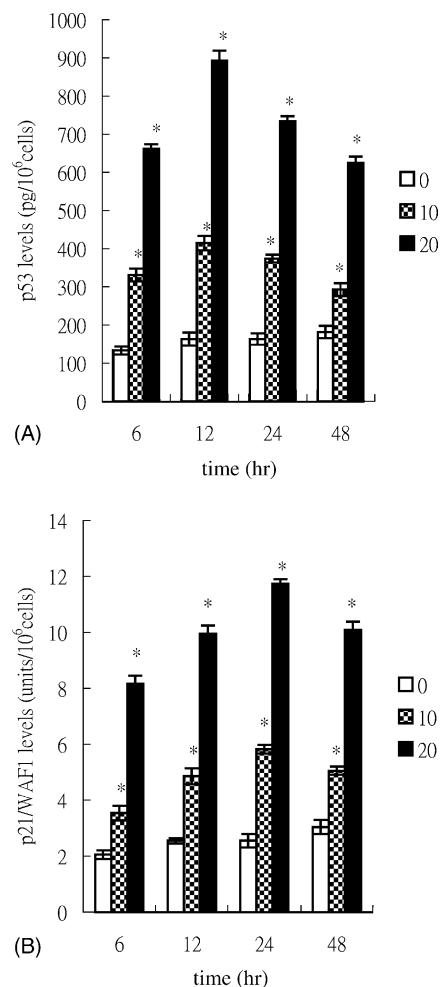 1000
900
800
700
600
500
400
300
200
100
000
p53 levels (pg/10⁶cells)
* * * *
* * * *
0
10
20
6 12 24 48
time (hr)
(A)
14
12
10
8
6
4
2
0
p21/WAF1 levels (units/10⁶cells)
* * * *
* * * *
0
10
20
6 12 24 48
time (hr)
(B)